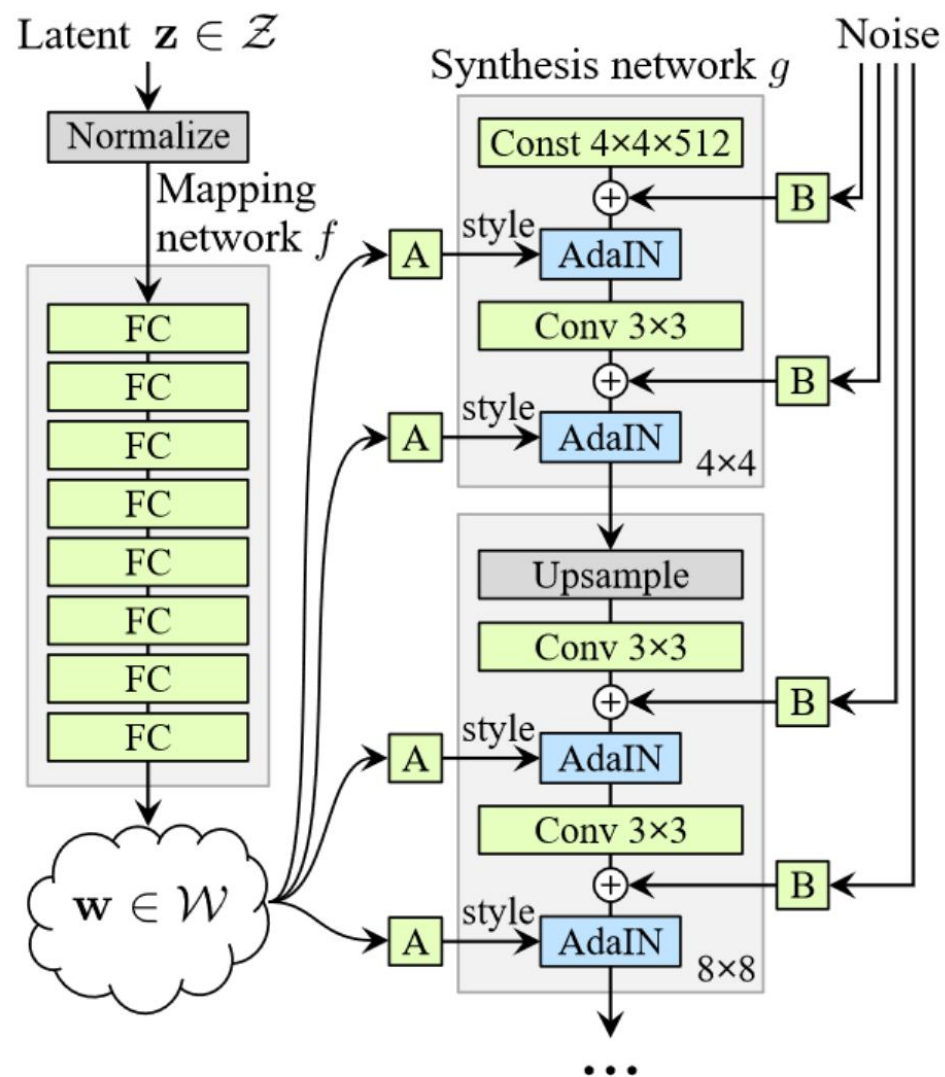 Latent z ∈ 𝒵
Normalize
Mapping
network f
FC
FC
FC
FC
FC
FC
FC
FC
w ∈ 𝒲
A
A
A
A
style
style
style
style
Synthesis network g
Const 4×4×512
+
AdaIN
Conv 3×3
+
AdaIN
4×4
Upsample
Conv 3×3
+
AdaIN
Conv 3×3
+
AdaIN
8×8
...
Noise
B
B
B
B